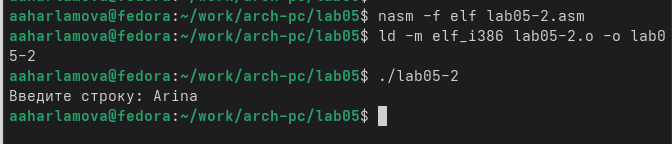 aaharlamova@fedora:~/work/arch-pc/lab05$ nasm -f elf lab05-2.asm
aaharlamova@fedora:~/work/arch-pc/lab05$ ld -m elf_i386 lab05-2.o -o lab0
5-2
aaharlamova@fedora:~/work/arch-pc/lab05$ ./lab05-2
Введите строку: Arina
aaharlamova@fedora:~/work/arch-pc/lab05$